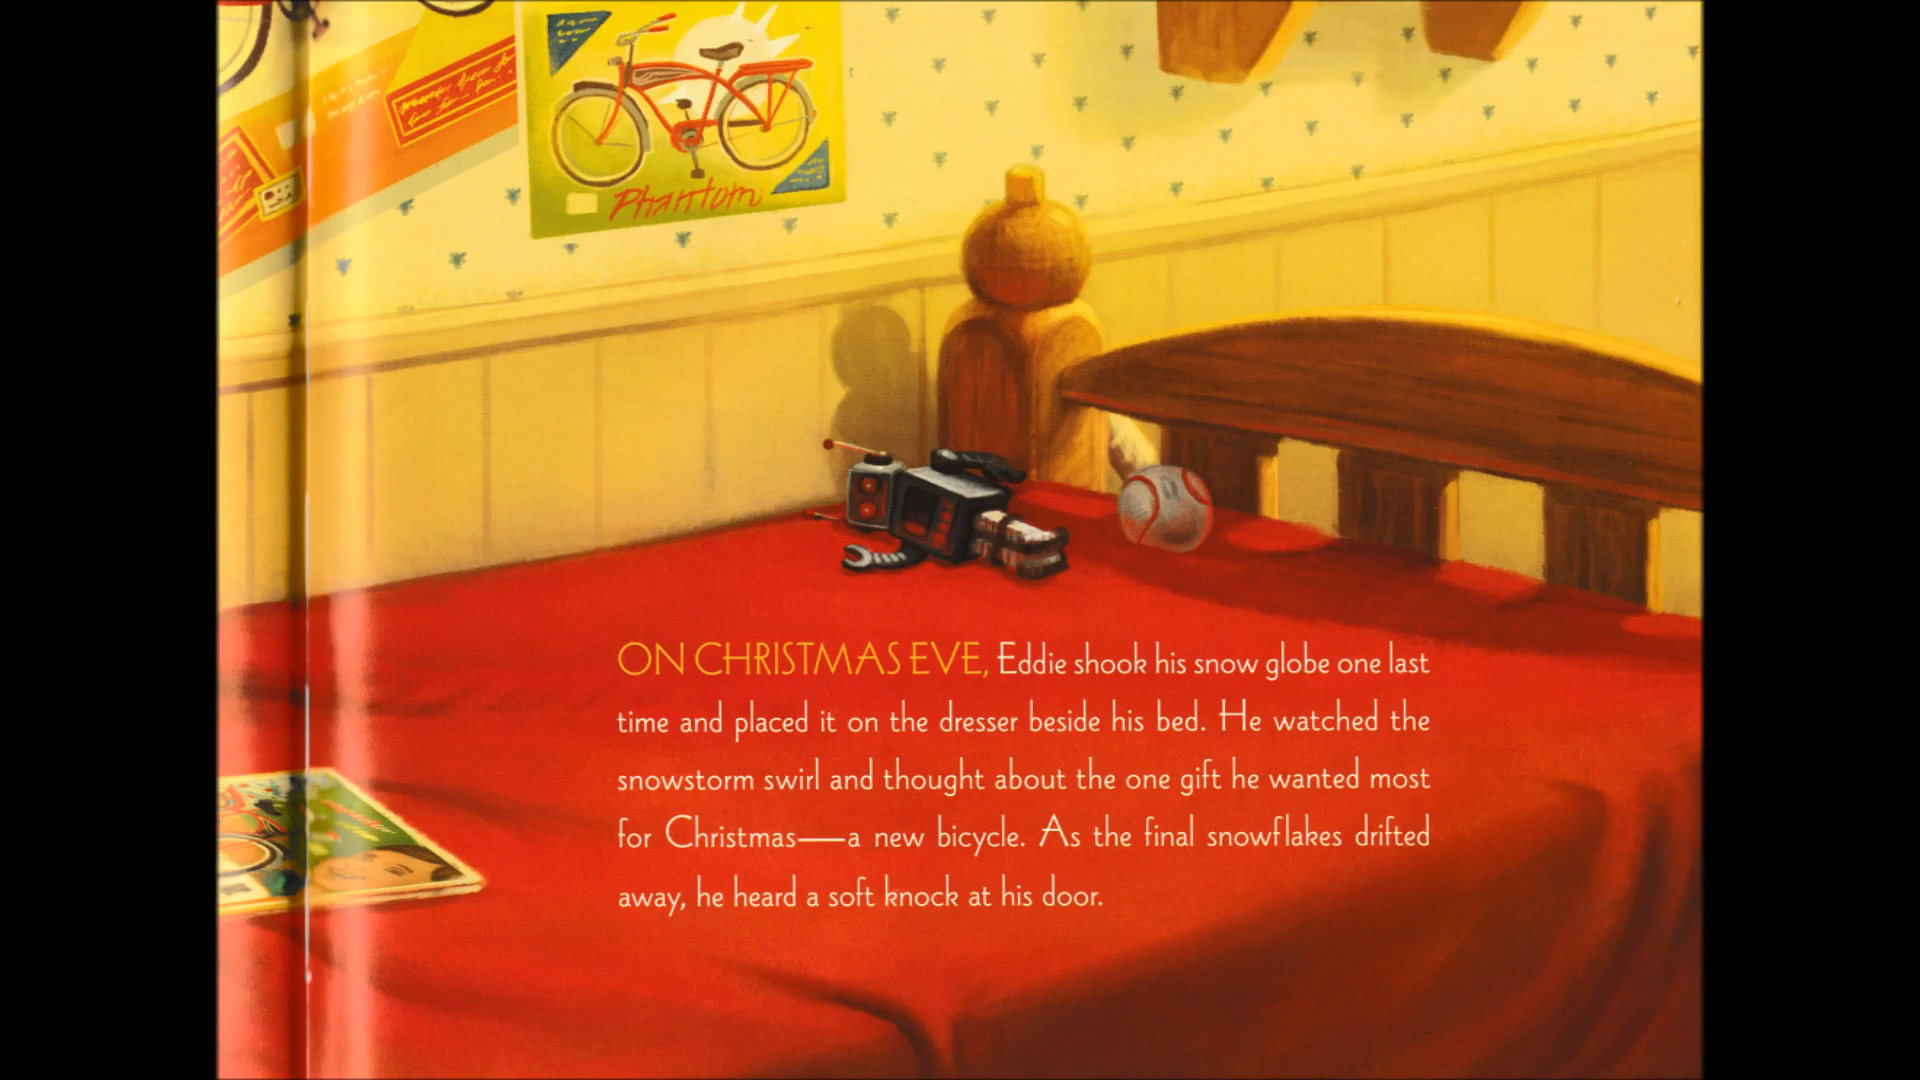 Phantom
ON CHRISTMAS EVE, Eddie shook his snow globe one last
time and placed it on the dresser beside his bed. He watched the
snowstorm swirl and thought about the one gift he wanted most
for Christmas—a new bicycle. As the final snowflakes drifted
away, he heard a soft knock at his door.